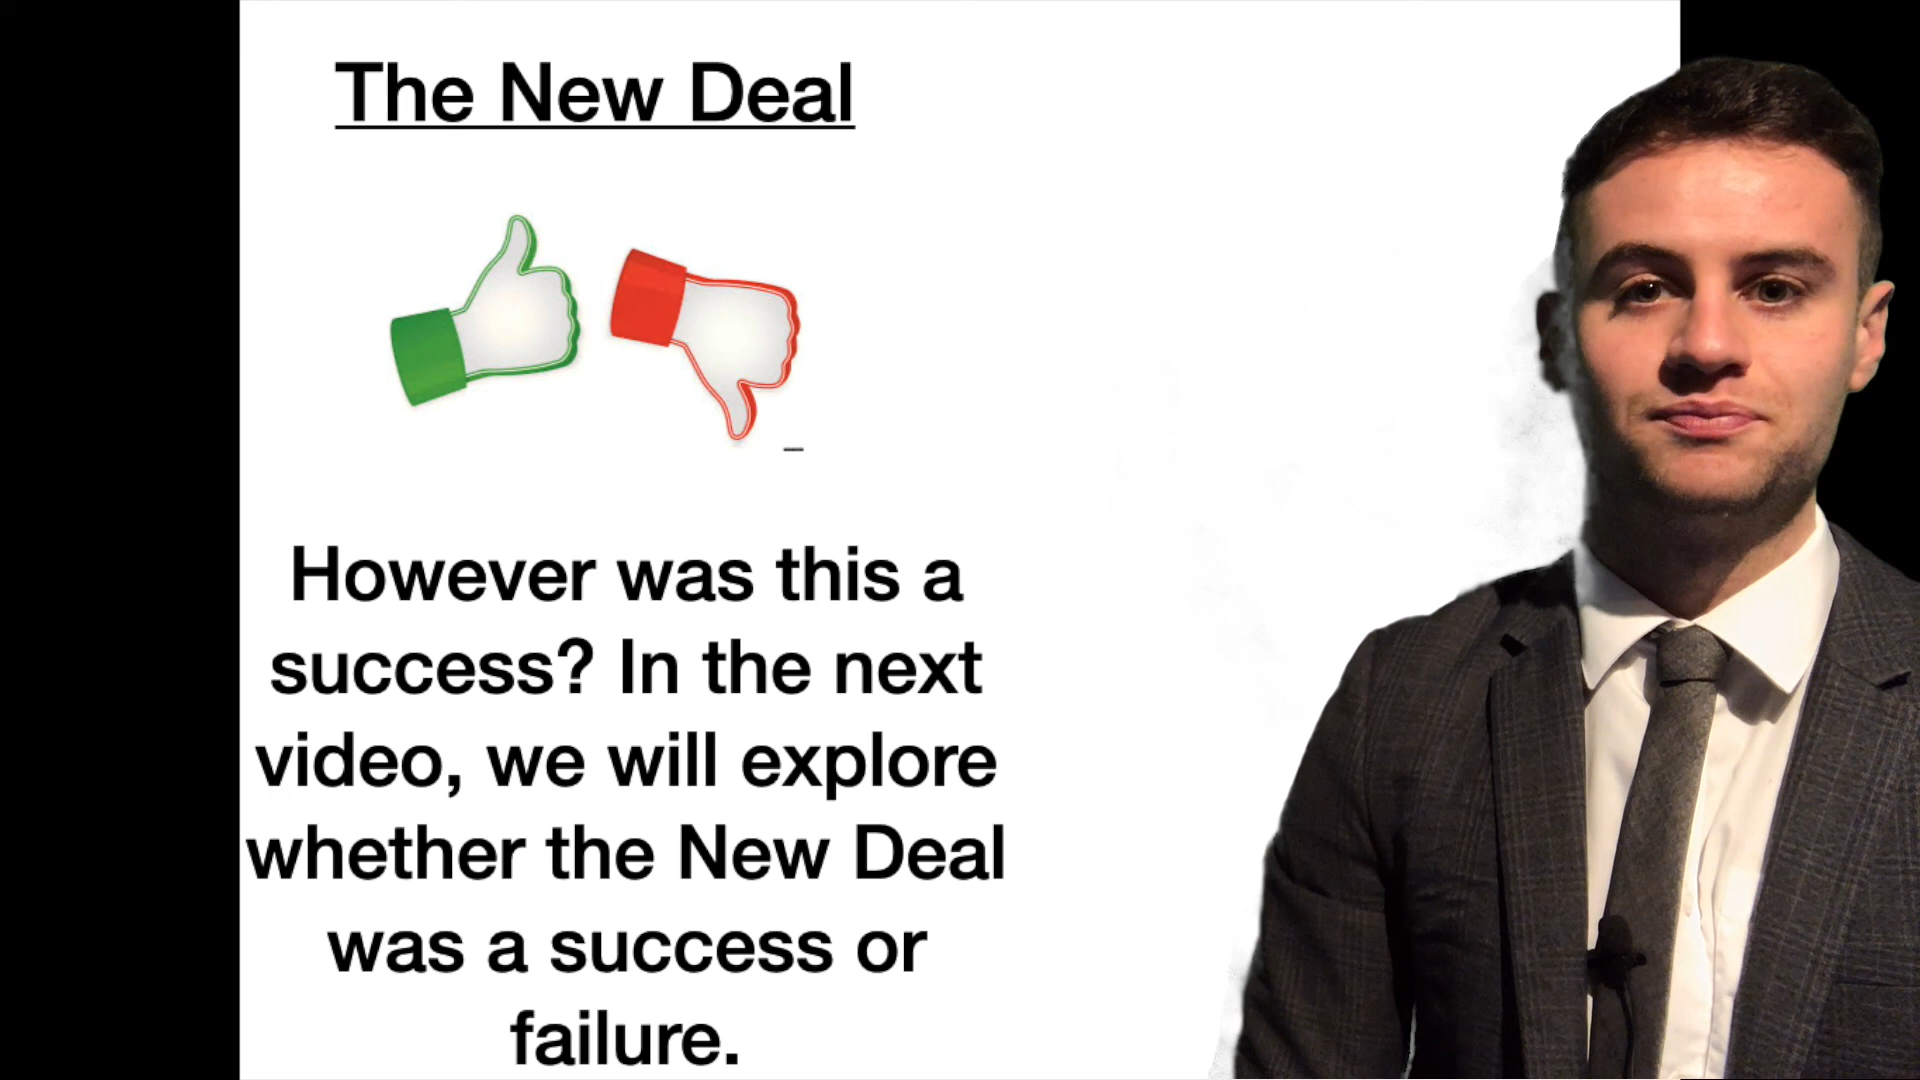 The New Deal
However was this a
success? In the next
video, we will explore
whether the New Deal
was a success or
failure.